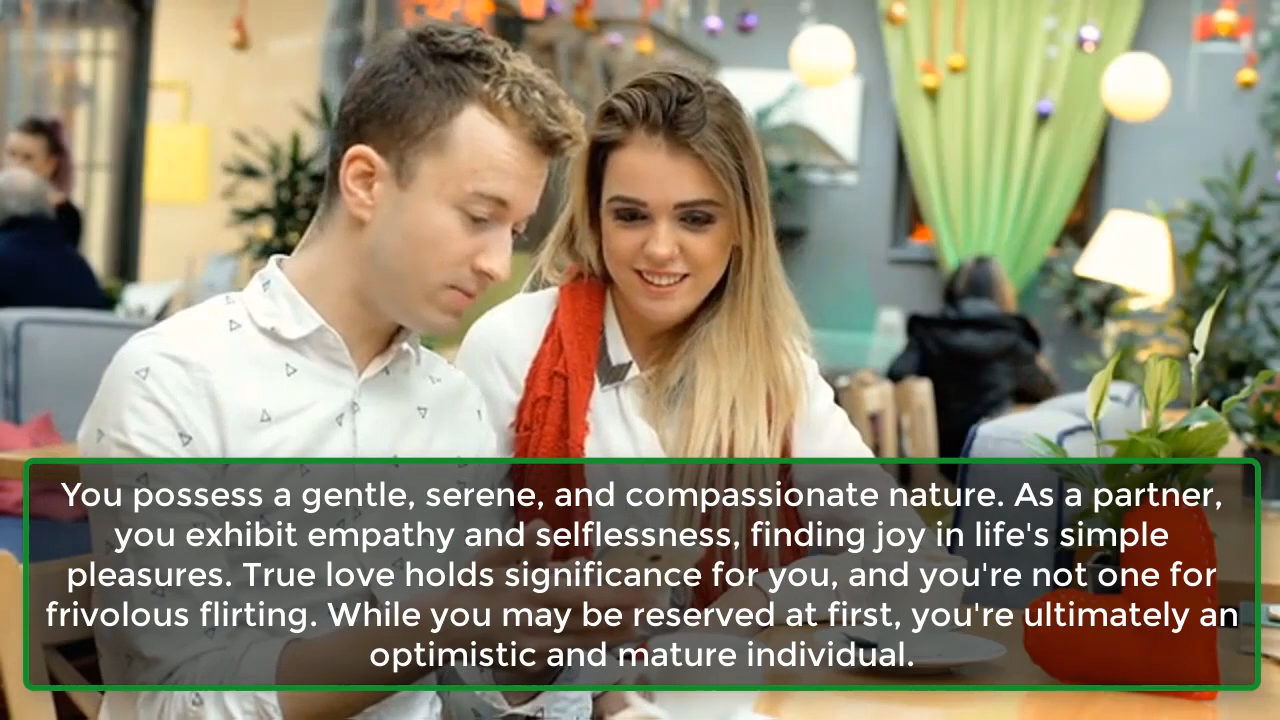 You possess a gentle, serene, and compassionate nature. As a partner,
you exhibit empathy and selflessness, finding joy in life's simple
pleasures. True love holds significance for you, and you're not one for
frivolous flirting. While you may be reserved at first, you're ultimately an
optimistic and mature individual.